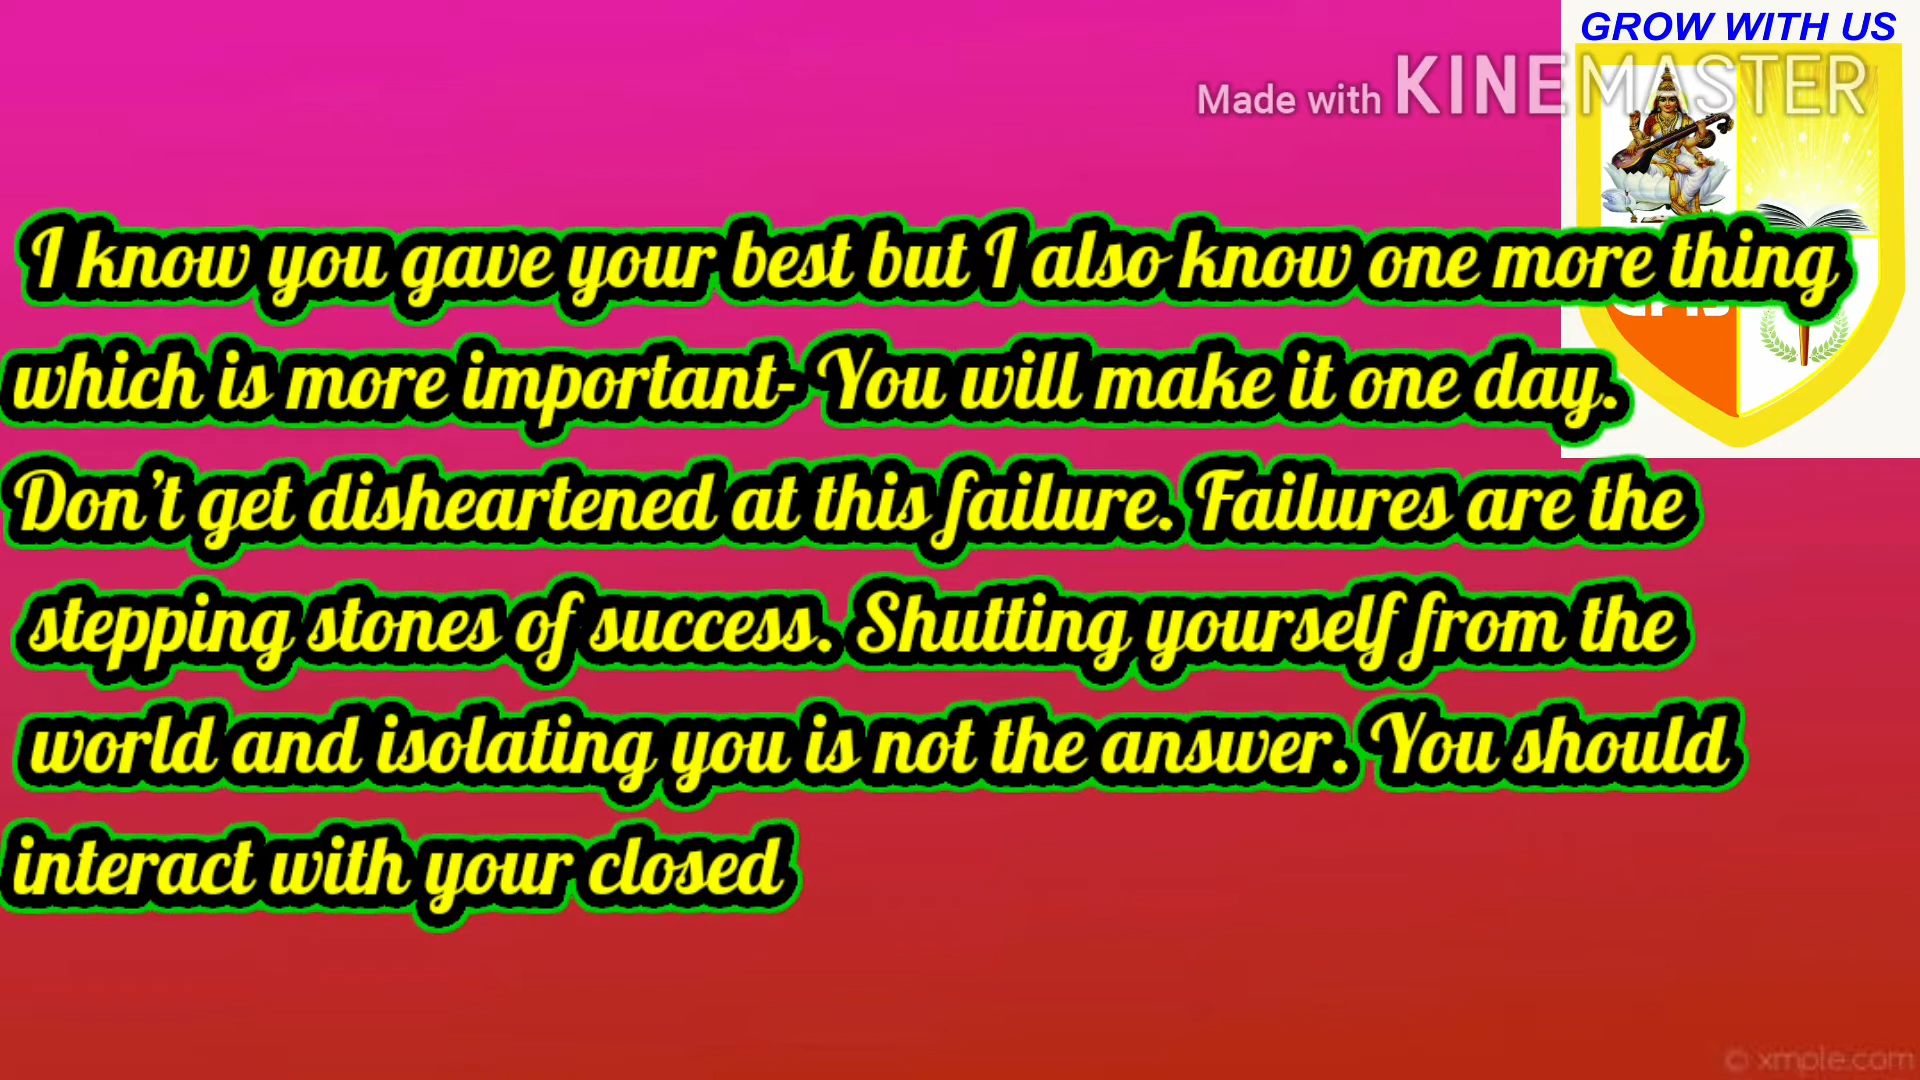 GROW WITH US
Made with KINEMASTER
I know you gave your best but I also know one more thing
which is more important- You will make it one day.
Don't get disheartened at this failure. Failures are the
stepping stones of success. Shutting yourself from the
world and isolating you is not the answer. You should
interact with your closed
© xmple.com